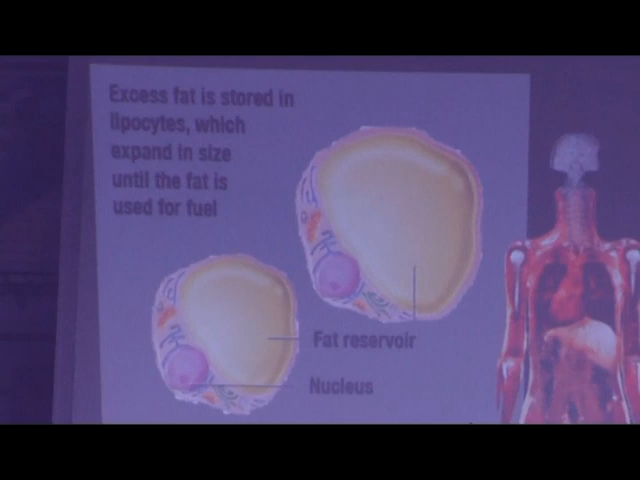 Excess fat is stored in
lipocytes, which
expand in size
until the fat is
used for fuel
Fat reservoir
Nucleus